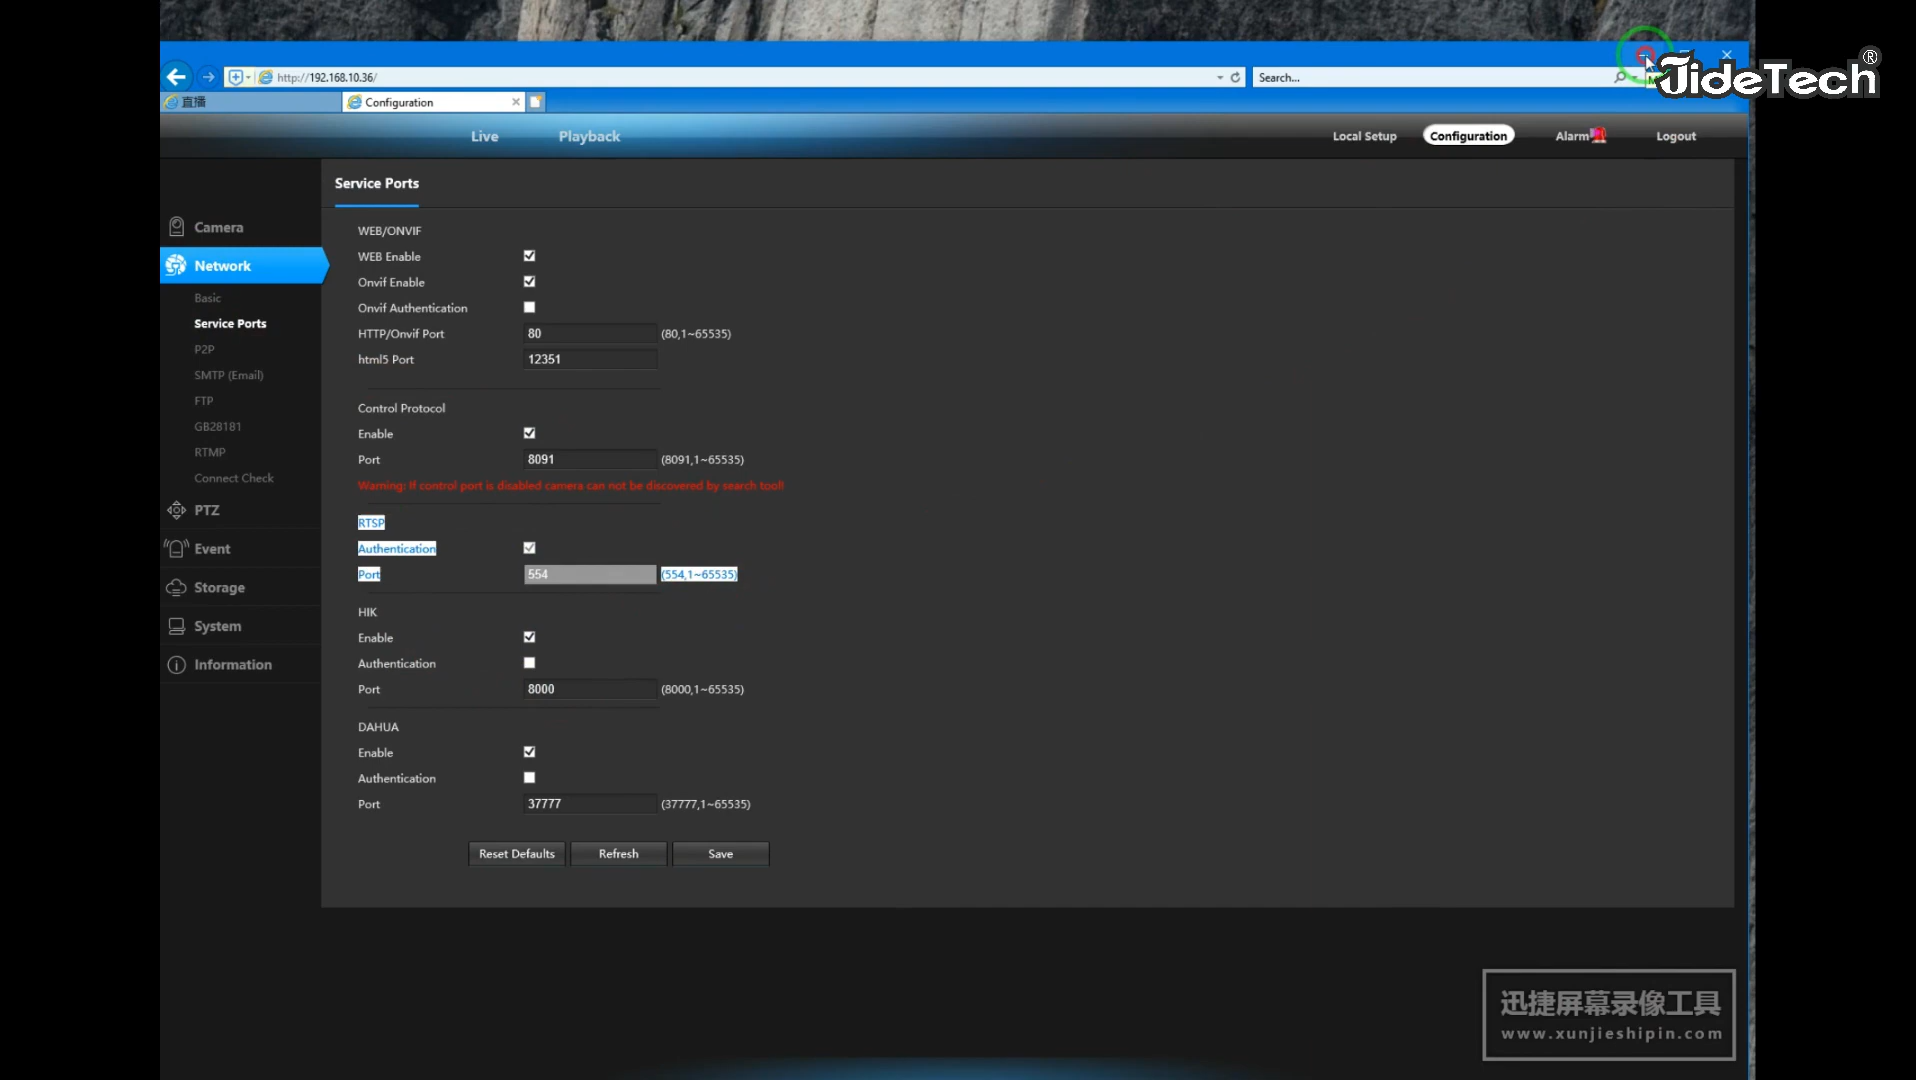 http://192.168.10.36/
Search...
JideTech®
直播
Configuration
Live
Playback
Local Setup
Configuration
Alarm
Logout
Service Ports
Camera
Network
Basic
Service Ports
P2P
SMTP (Email)
FTP
GB28181
RTMP
Connect Check
PTZ
Event
Storage
System
Information
WEB/ONVIF
WEB Enable
Onvif Enable
Onvif Authentication
HTTP/Onvif Port 80 (80,1~65535)
html5 Port 12351
Control Protocol
Enable
Port 8091 (8091,1~65535)
Warning: If control port is disabled camera can not be discovered by search tool!
RTSP
Authentication
Port 554 (554,1~65535)
HIK
Enable
Authentication
Port 8000 (8000,1~65535)
DAHUA
Enable
Authentication
Port 37777 (37777,1~65535)
Reset Defaults
Refresh
Save
迅捷屏幕录像工具
www.xunjieshipin.com